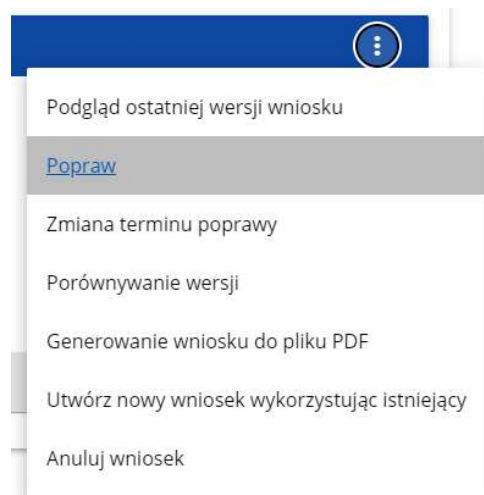 Podgląd ostatniej wersji wniosku
Popraw
Zmiana terminu poprawy
Porównywanie wersji
Generowanie wniosku do pliku PDF
Utwórz nowy wniosek wykorzystując istniejący
Anuluj wniosek